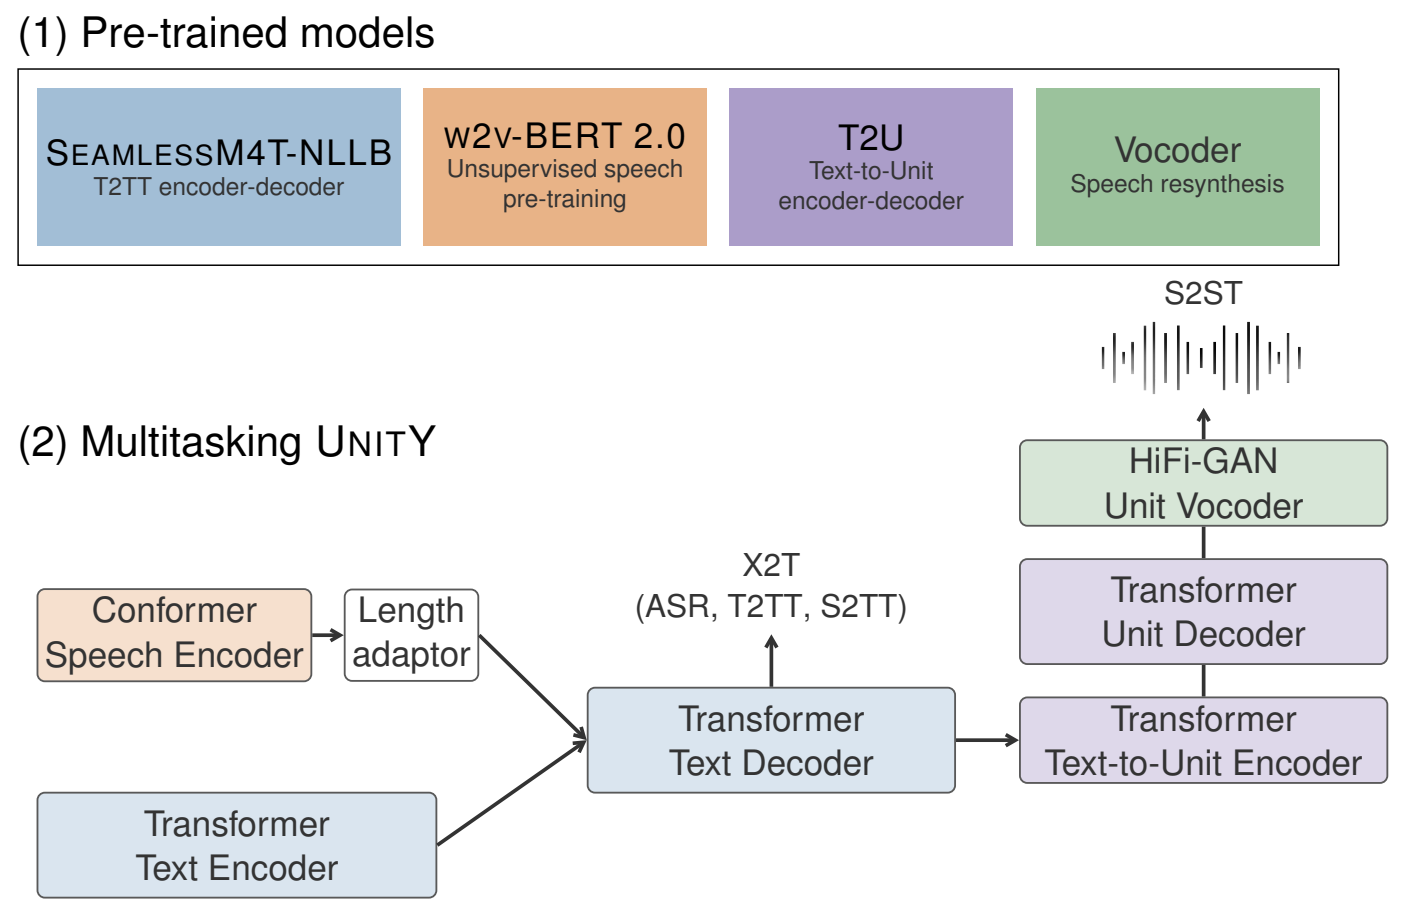 (1) Pre-trained models
SEAMLESSM4T-NLLB
T2TT encoder-decoder
W2V-BERT 2.0
Unsupervised speech
pre-training
T2U
Text-to-Unit
encoder-decoder
Vocoder
Speech resynthesis
S2ST
(2) Multitasking UNITY
HiFi-GAN
Unit Vocoder
X2T
(ASR, T2TT, S2TT)
Transformer
Unit Decoder
Conformer
Speech Encoder
Length
adaptor
Transformer
Text Decoder
Transformer
Text-to-Unit Encoder
Transformer
Text Encoder